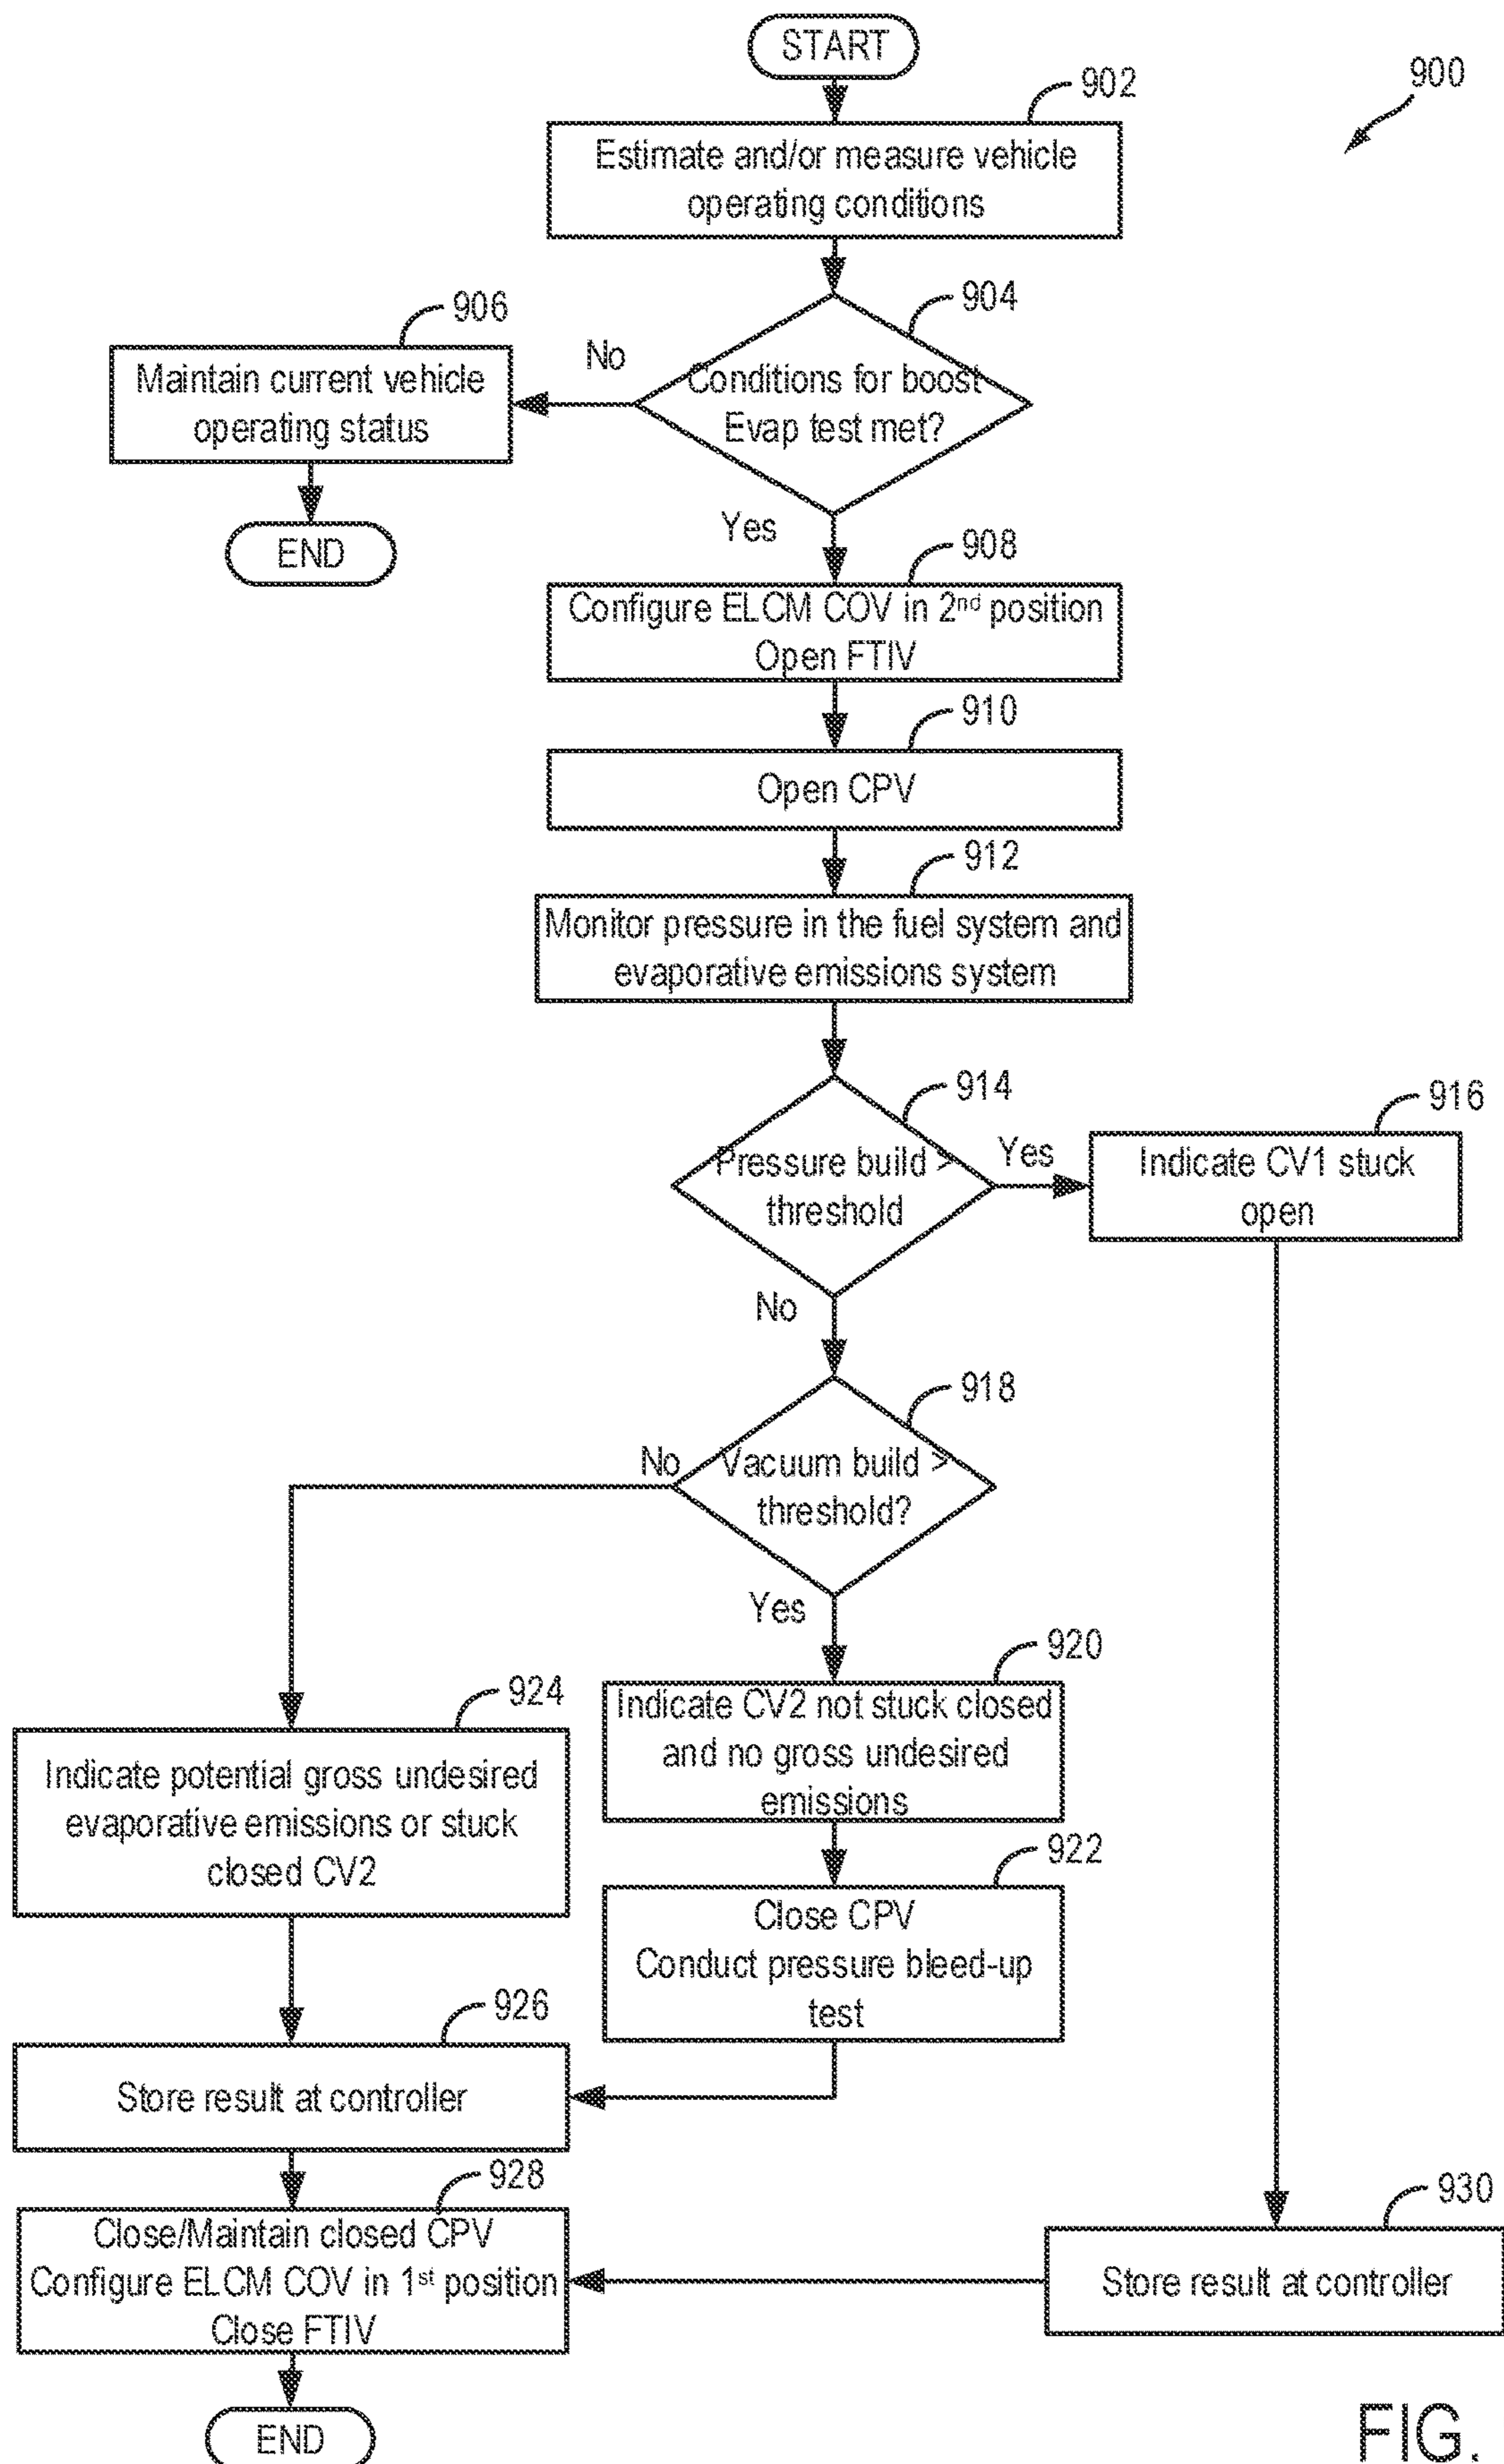 START
902
900
Estimate and/or measure vehicle
operating conditions
904
906
No
Conditions for boost
Evap test met?
Maintain current vehicle
operating status
Yes
END
908
Configure ELCM COV in 2nd position
Open FTIV
910
Open CPV
912
Monitor pressure in the fuel system and
evaporative emissions system
914
916
Pressure build >
threshold
Yes
Indicate CV1 stuck
open
No
918
No
Vacuum build >
threshold?
Yes
920
Indicate CV2 not stuck closed
and no gross undesired
emissions
924
Indicate potential gross undesired
evaporative emissions or stuck
closed CV2
922
Close CPV
Conduct pressure bleed-up
test
926
Store result at controller
928
Close/Maintain closed CPV
Configure ELCM COV in 1st position
Close FTIV
930
Store result at controller
END
FIG.